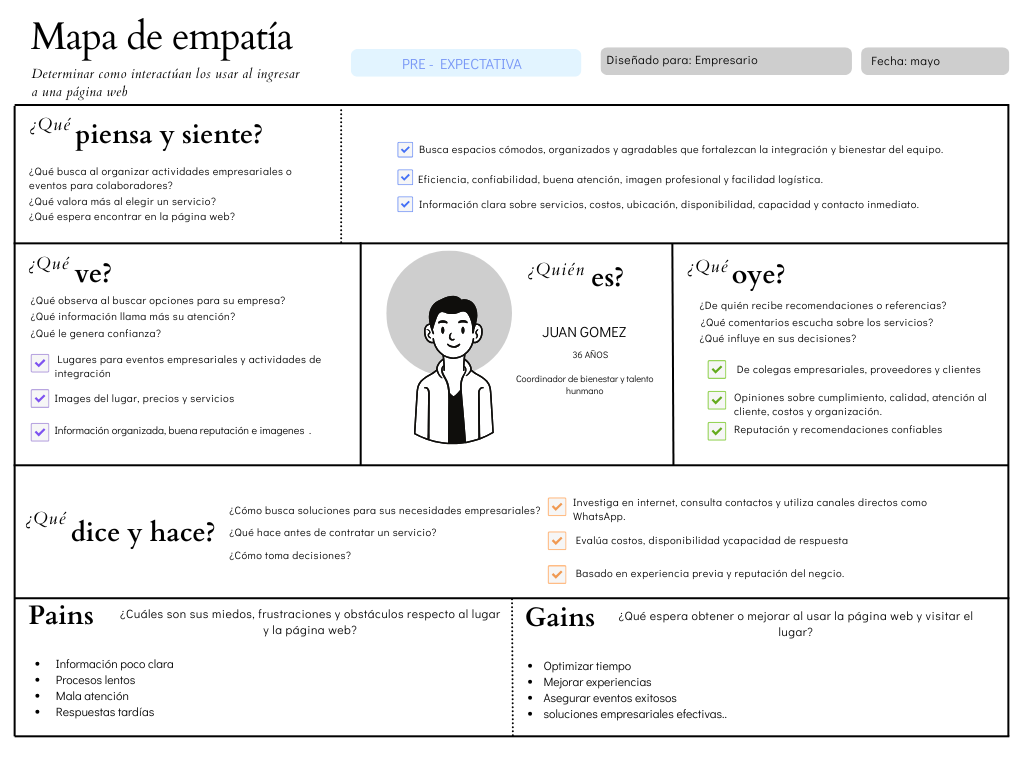 Mapa de empatía
Determinar como interactúan los usar al ingresar
a una página web
PRE - EXPECTATIVA
Diseñado para: Empresario
Fecha: mayo
¿Qué piensa y siente?
¿Qué busca al organizar actividades empresariales o
eventos para colaboradores?
¿Qué valora más al elegir un servicio?
¿Qué espera encontrar en la página web?
Busca espacios cómodos, organizados y agradables que fortalezcan la integración y bienestar del equipo.
Eficiencia, confiabilidad, buena atención, imagen profesional y facilidad logística.
Información clara sobre servicios, costos, ubicación, disponibilidad, capacidad y contacto inmediato.
¿Qué ve?
¿Qué observa al buscar opciones para su empresa?
¿Qué información llama más su atención?
¿Qué le genera confianza?
Lugares para eventos empresariales y actividades de
integración
Images del lugar, precios y servicios
Información organizada, buena reputación e imagenes .
¿Quién es?
JUAN GOMEZ
36 AÑOS
Coordinador de bienestar y talento
hunmano
¿Qué oye?
¿De quién recibe recomendaciones o referencias?
¿Qué comentarios escucha sobre los servicios?
¿Qué influye en sus decisiones?
De colegas empresariales, proveedores y clientes
Opiniones sobre cumplimiento, calidad, atención al
cliente, costos y organización.
Reputación y recomendaciones confiables
¿Qué dice y hace?
¿Cómo busca soluciones para sus necesidades empresariales?
¿Qué hace antes de contratar un servicio?
¿Cómo toma decisiones?
Investiga en internet, consulta contactos y utiliza canales directos como
WhatsApp.
Evalúa costos, disponibilidad ycapacidad de respuesta
Basado en experiencia previa y reputación del negcio.
Pains
¿Cuáles son sus miedos, frustraciones y obstáculos respecto al lugar
y la página web?
• Información poco clara
• Procesos lentos
• Mala atención
• Respuestas tardías
Gains
¿Qué espera obtener o mejorar al usar la página web y visitar el
lugar?
• Optimizar tiempo
• Mejorar experiencias
• Asegurar eventos exitosos
• soluciones empresariales efectivas..